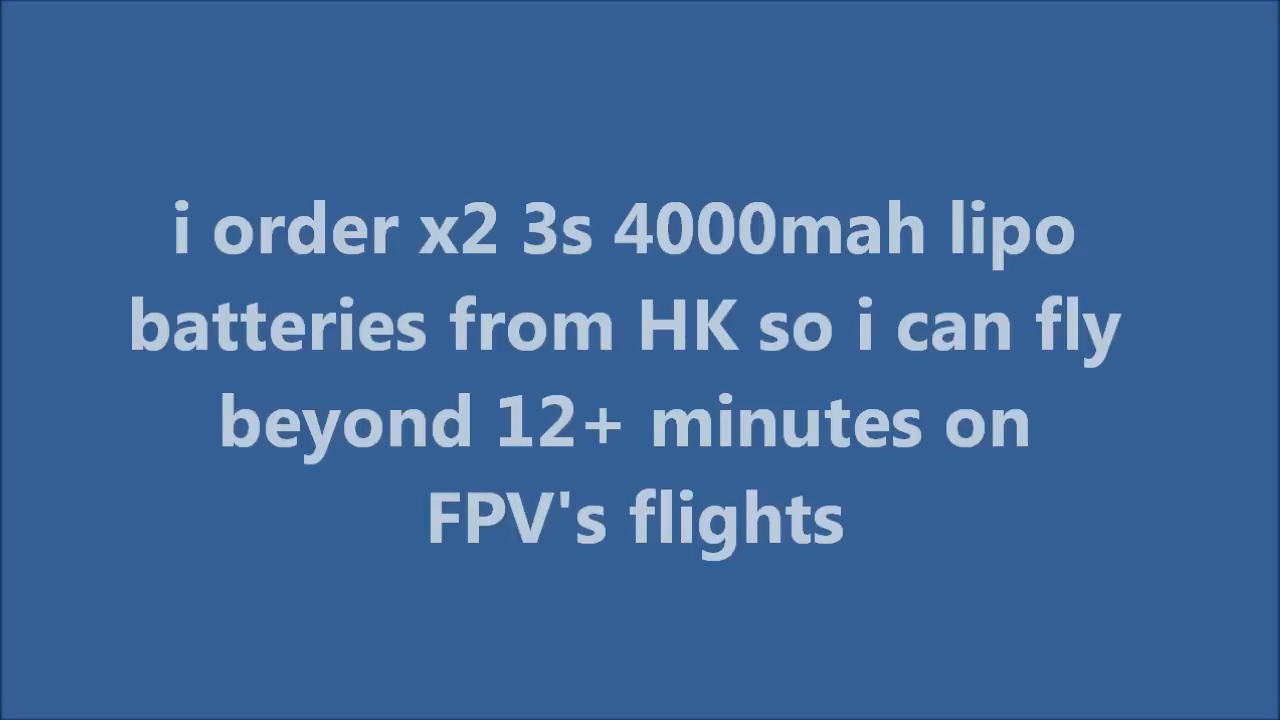 i order x2 3s 4000mah lipo
batteries from HK so i can fly
beyond 12+ minutes on
FPV's flights